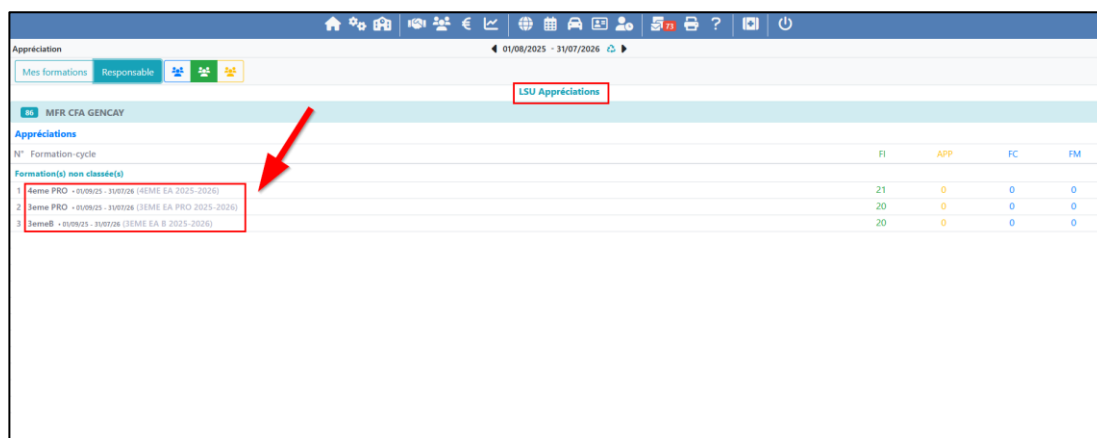 73
Appréciation
01/08/2025 - 31/07/2026
Mes formations Responsable
LSU Appréciations
86 MFR CFA GENCAY
Appréciations
N° Formation-cycle FI APP FC FM
Formation(s) non classée(s)
1 4eme PRO • 01/09/25 - 31/07/26 (4EME EA 2025-2026) 21 0 0 0
2 3eme PRO • 01/09/25 - 31/07/26 (3EME EA PRO 2025-2026) 20 0 0 0
3 3emeB • 01/09/25 - 31/07/26 (3EME EA B 2025-2026) 20 0 0 0